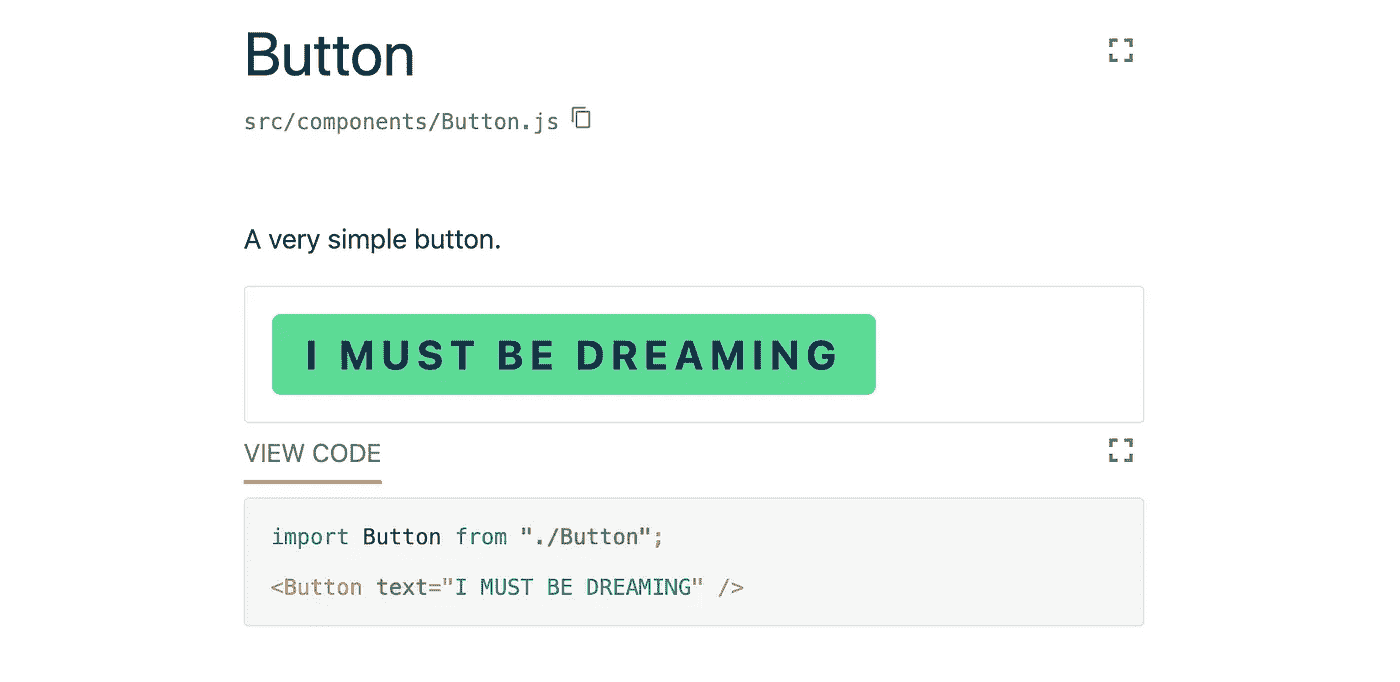 Button
src/components/Button.js
A very simple button.
I MUST BE DREAMING
VIEW CODE
import Button from "./Button";
<Button text="I MUST BE DREAMING" />